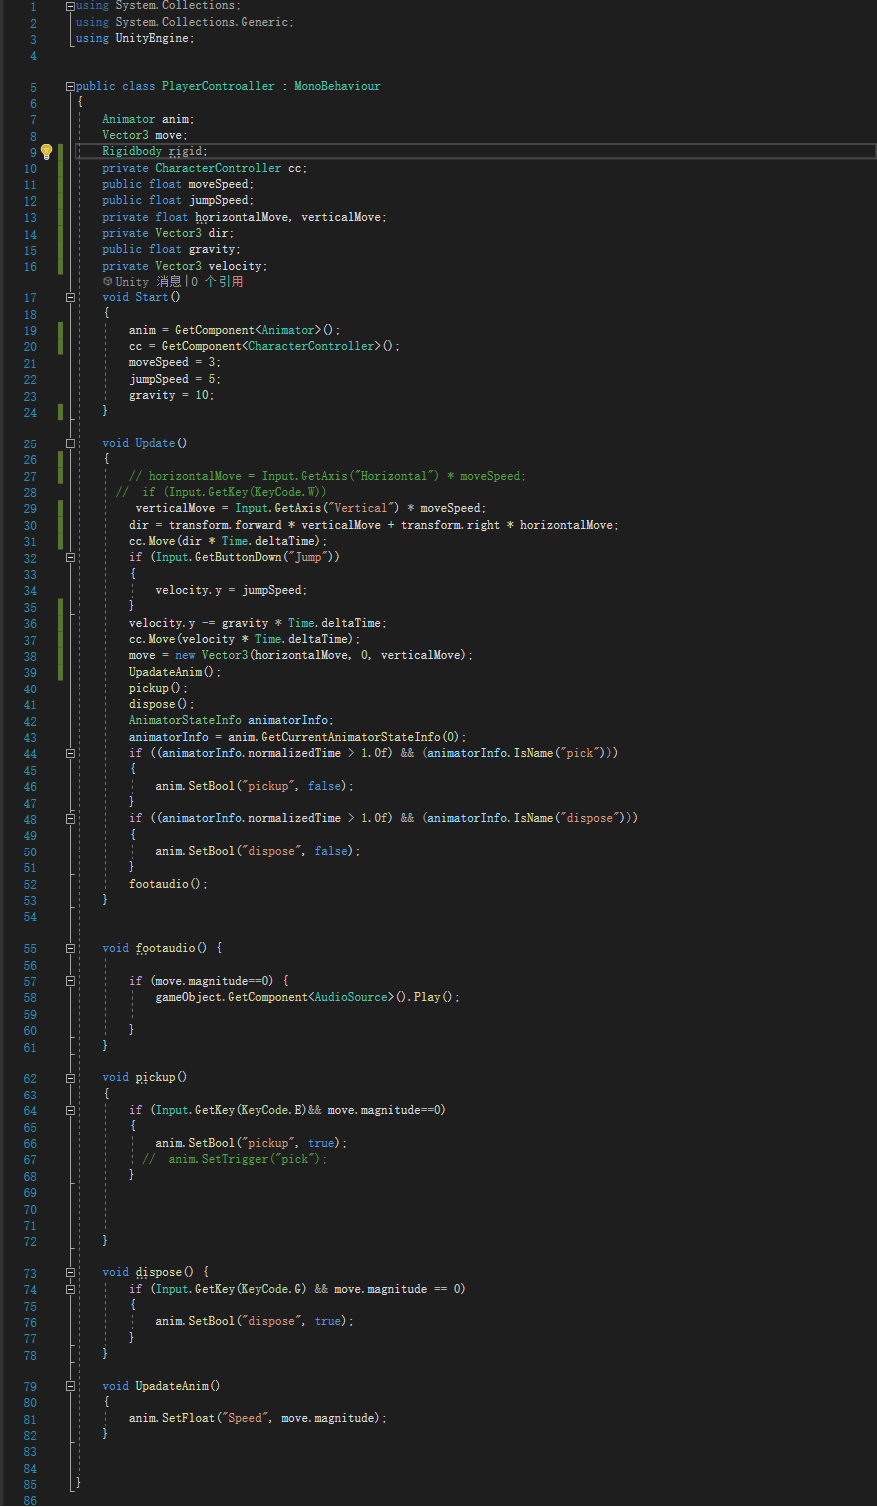 1 using System.Collections;
2 using System.Collections.Generic;
3 using UnityEngine;
4
5 public class PlayerControaller : MonoBehaviour
6 {
7 Animator anim;
8 Vector3 move;
9 Rigidbody rigid;
10 private CharacterController cc;
11 public float moveSpeed;
12 public float jumpSpeed;
13 private float horizontalMove, verticalMove;
14 private Vector3 dir;
15 public float gravity;
16 private Vector3 velocity;
Unity 消息|0 个引用
17 void Start()
18 {
19 anim = GetComponent<Animator>();
20 cc = GetComponent<CharacterController>();
21 moveSpeed = 3;
22 jumpSpeed = 5;
23 gravity = 10;
24 }
25 void Update()
26 {
27 // horizontalMove = Input.GetAxis("Horizontal") * moveSpeed;
28 // if (Input.GetKey(KeyCode.W))
29 verticalMove = Input.GetAxis("Vertical") * moveSpeed;
30 dir = transform.forward * verticalMove + transform.right * horizontalMove;
31 cc.Move(dir * Time.deltaTime);
32 if (Input.GetButtonDown("Jump"))
33 {
34 velocity.y = jumpSpeed;
35 }
36 velocity.y -= gravity * Time.deltaTime;
37 cc.Move(velocity * Time.deltaTime);
38 move = new Vector3(horizontalMove, 0, verticalMove);
39 UpadateAnim();
40 pickup();
41 dispose();
42 AnimatorStateInfo animatorInfo;
43 animatorInfo = anim.GetCurrentAnimatorStateInfo(0);
44 if ((animatorInfo.normalizedTime > 1.0f) && (animatorInfo.IsName("pick")))
45 {
46 anim.SetBool("pickup", false);
47 }
48 if ((animatorInfo.normalizedTime > 1.0f) && (animatorInfo.IsName("dispose")))
49 {
50 anim.SetBool("dispose", false);
51 }
52 footaudio();
53 }
54
55 void footaudio() {
56
57 if (move.magnitude==0) {
58 gameObject.GetComponent<AudioSource>().Play();
59
60 }
61 }
62 void pickup()
63 {
64 if (Input.GetKey(KeyCode.E)&& move.magnitude==0)
65 {
66 anim.SetBool("pickup", true);
67 // anim.SetTrigger("pick");
68 }
69
70
71
72 }
73 void dispose() {
74 if (Input.GetKey(KeyCode.G) && move.magnitude == 0)
75 {
76 anim.SetBool("dispose", true);
77 }
78 }
79 void UpadateAnim()
80 {
81 anim.SetFloat("Speed", move.magnitude);
82 }
83
84
85 }
86